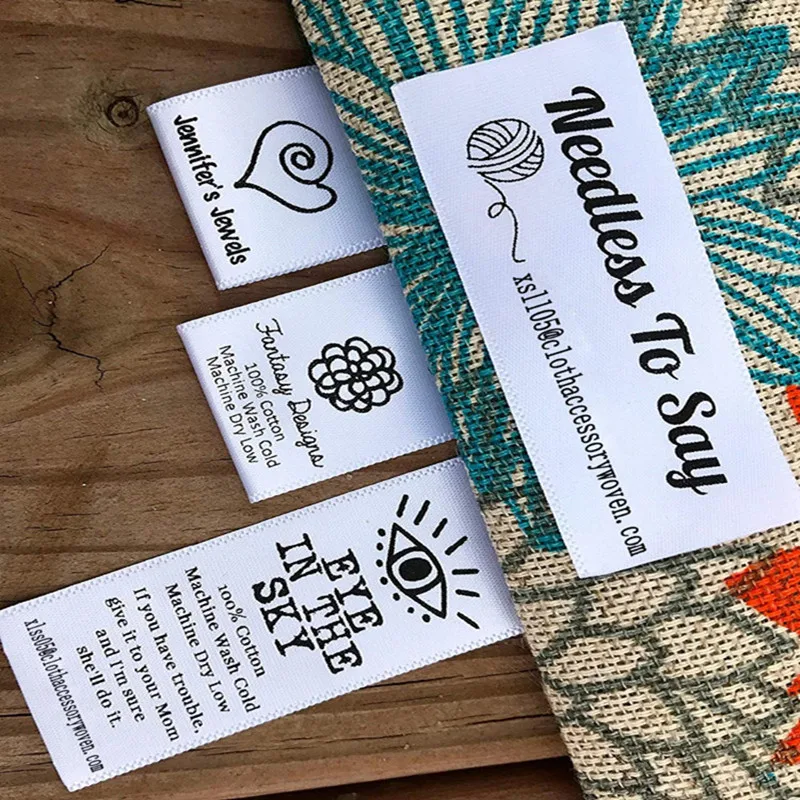 Jennifer's Jewels
Fantasy Designs
100% Cotton
Machine Wash Cold
Machine Dry Low
EYE
IN THE
SKY
100% Cotton
Machine Wash Cold
Machine Dry Low
If you have trouble,
give it to your Mom
and I'm sure
she'll do it.
xlss05@clothaccessorywoven.com
Needless To Say
xsl105@clothaccessorywoven.com